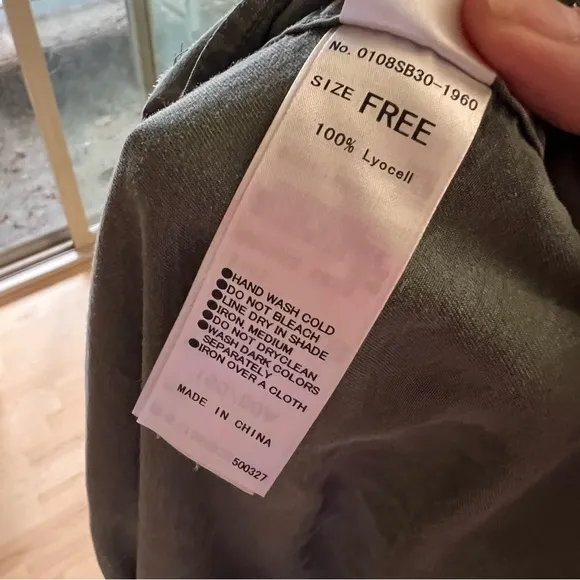 No. 0108SB30-1960
SIZE FREE
100% Lyocell
●HAND WASH COLD
●DO NOT BLEACH
●LINE DRY IN SHADE
●IRON, MEDIUM
●DO NOT DRYCLEAN
●WASH DARK COLORS
SEPARATELY
●IRON OVER A CLOTH
MADE IN CHINA
500327